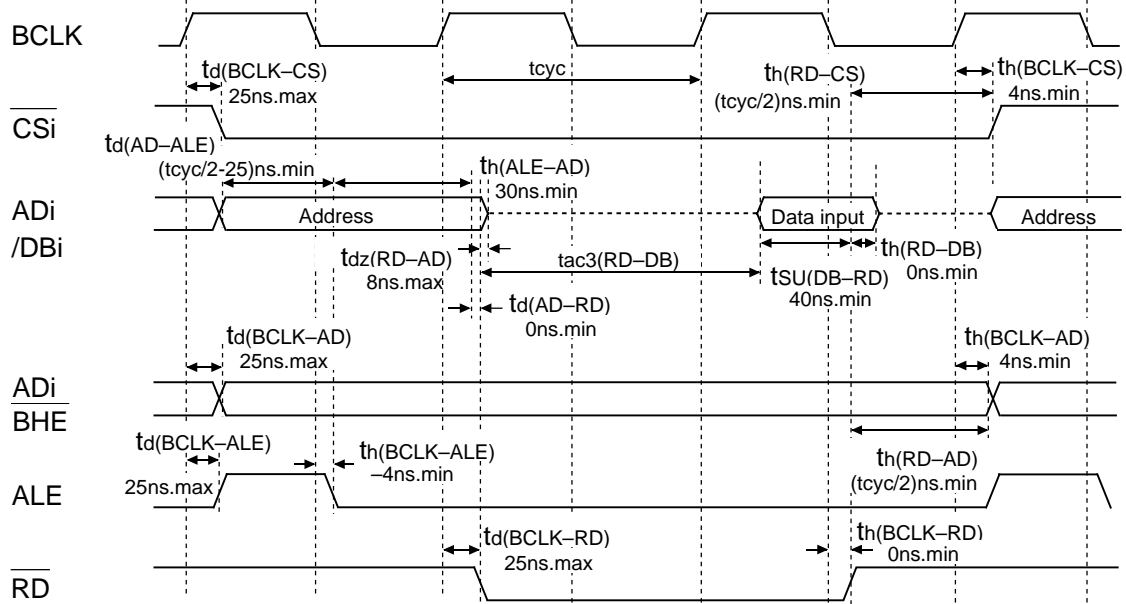 BCLK
td(BCLK–CS)
25ns.max
tcyc
th(RD–CS)
(tcyc/2)ns.min
th(BCLK–CS)
4ns.min
CSi
td(AD–ALE)
(tcyc/2-25)ns.min
th(ALE–AD)
30ns.min
ADi
/DBi
Address
Data input
Address
tdz(RD–AD)
8ns.max
tac3(RD–DB)
tSU(DB–RD)
40ns.min
th(RD–DB)
0ns.min
td(AD–RD)
0ns.min
td(BCLK–AD)
25ns.max
th(BCLK–AD)
4ns.min
ADi
BHE
td(BCLK–ALE)
25ns.max
th(BCLK–ALE)
–4ns.min
th(RD–AD)
(tcyc/2)ns.min
ALE
td(BCLK–RD)
25ns.max
th(BCLK–RD)
0ns.min
RD